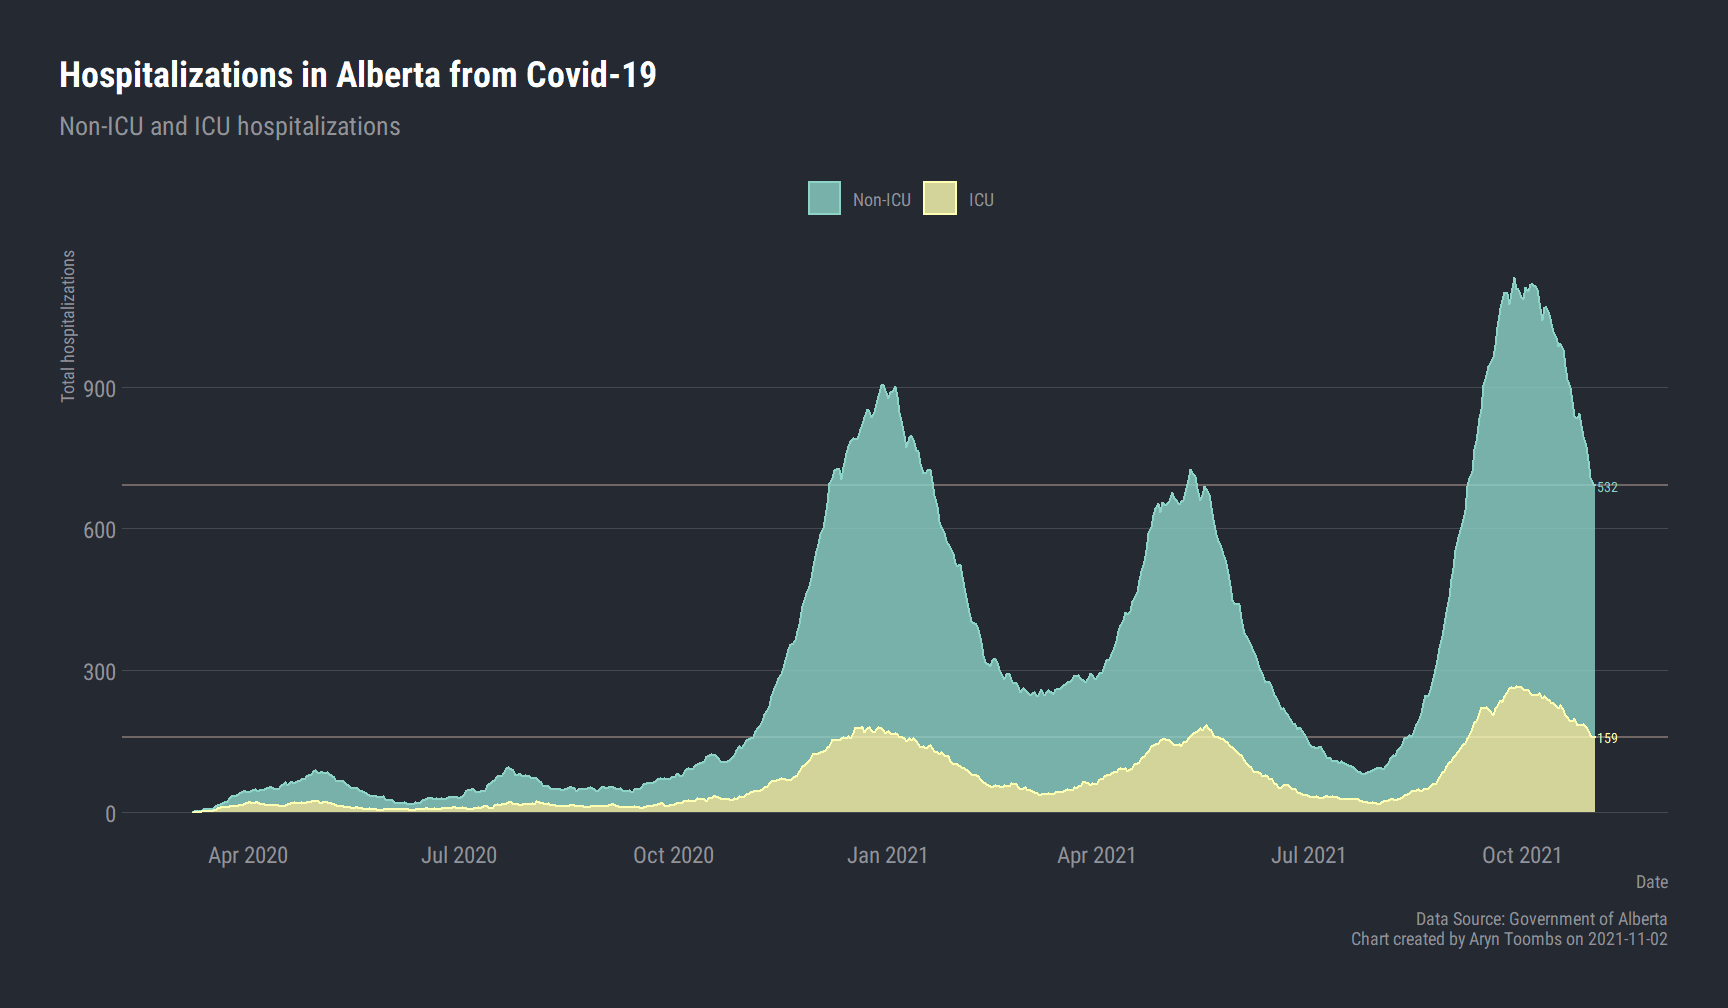 Hospitalizations in Alberta from Covid-19
Non-ICU and ICU hospitalizations
Non-ICU ICU
Total hospitalizations
900
600
300
0
532
159
Apr 2020 Jul 2020 Oct 2020 Jan 2021 Apr 2021 Jul 2021 Oct 2021
Date
Data Source: Government of Alberta
Chart created by Aryn Toombs on 2021-11-02